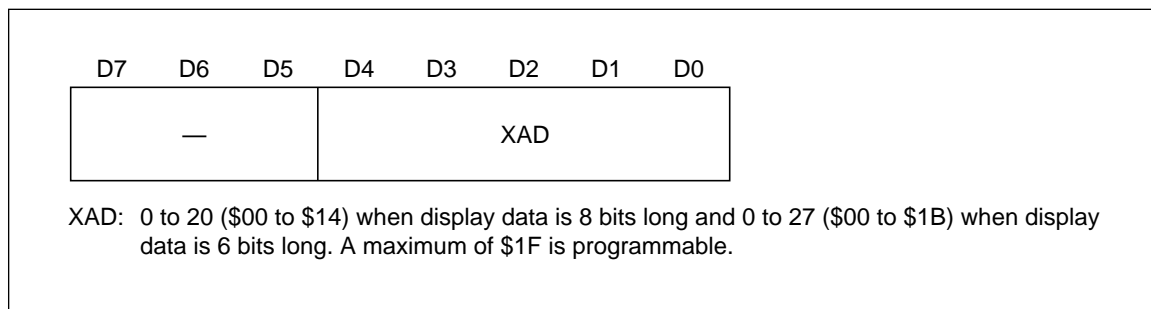 D7 D6 D5 D4 D3 D2 D1 D0
— XAD
XAD: 0 to 20 ($00 to $14) when display data is 8 bits long and 0 to 27 ($00 to $1B) when display
data is 6 bits long. A maximum of $1F is programmable.